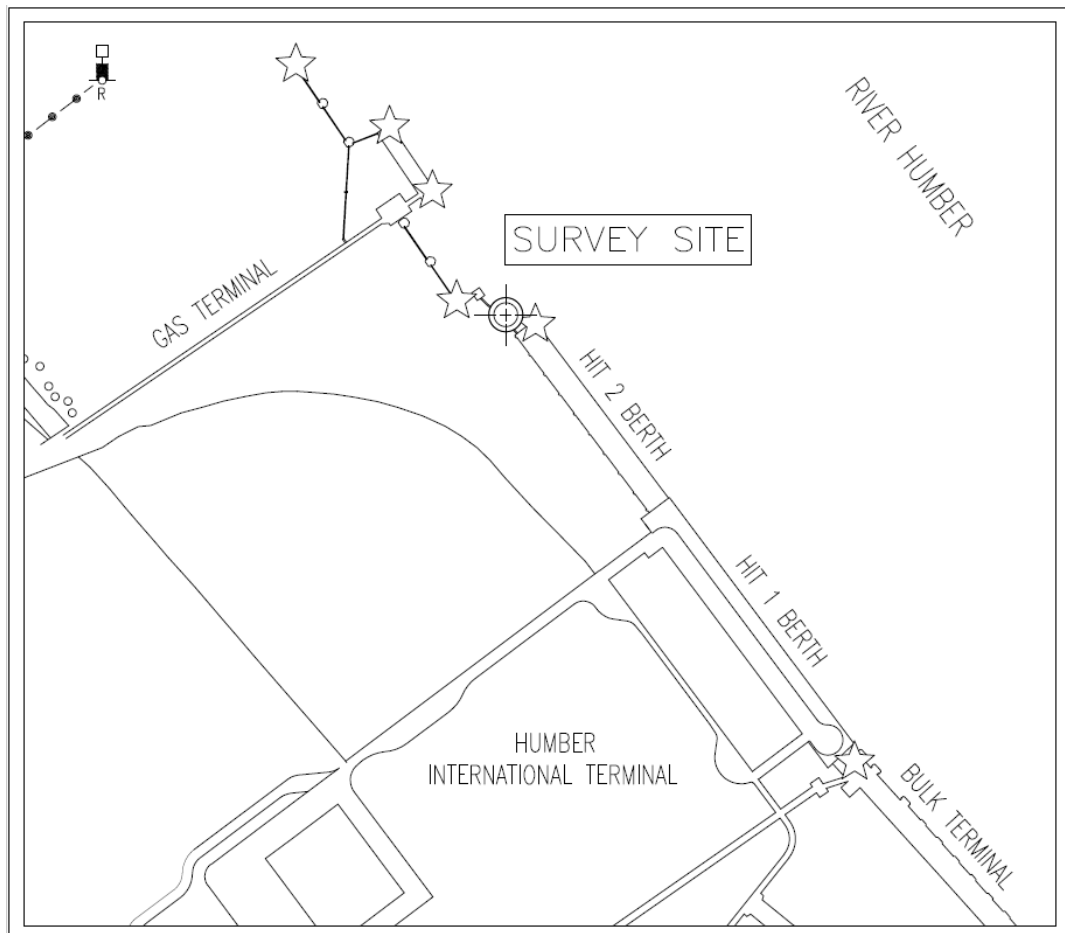 R
RIVER HUMBER
SURVEY SITE
GAS TERMINAL
HIT 2 BERTH
HIT 1 BERTH
HUMBER
INTERNATIONAL TERMINAL
BULK TERMINAL